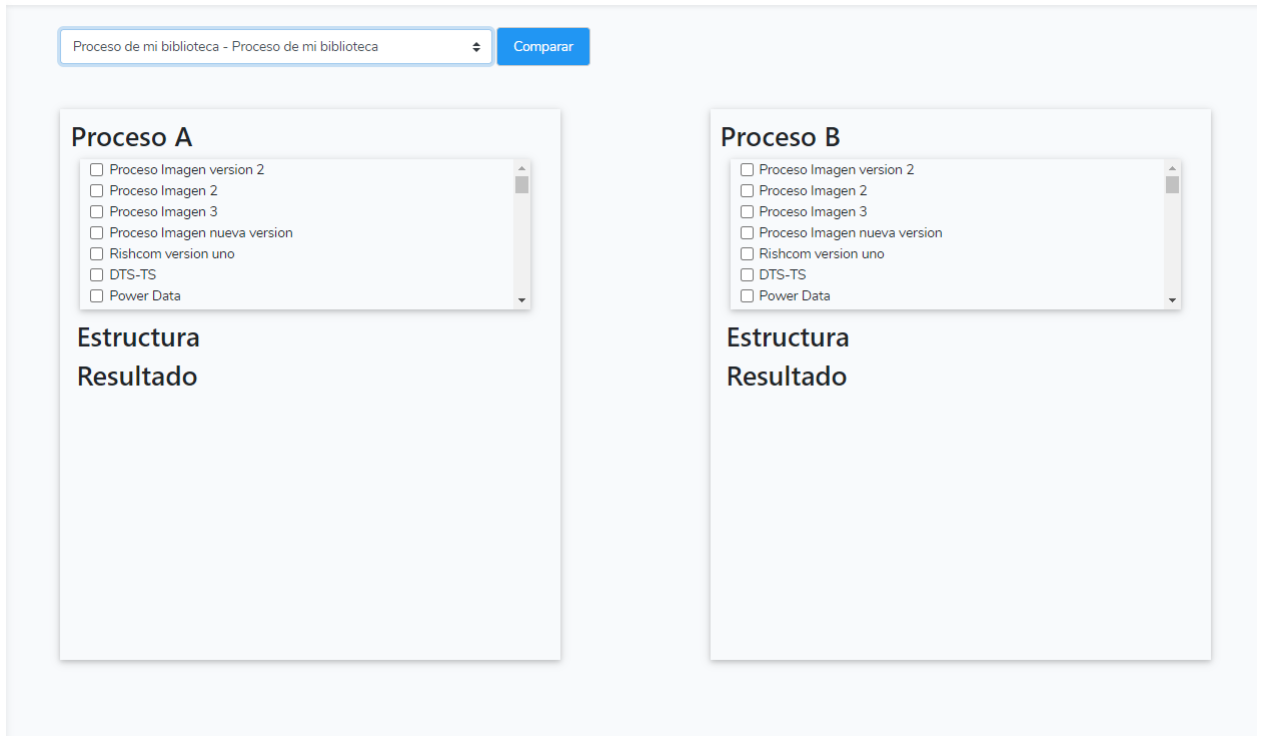 Proceso de mi biblioteca - Proceso de mi biblioteca
Comparar
Proceso A
Proceso Imagen version 2
Proceso Imagen 2
Proceso Imagen 3
Proceso Imagen nueva version
Rishcom version uno
DTS-TS
Power Data
Estructura
Resultado
Proceso B
Proceso Imagen version 2
Proceso Imagen 2
Proceso Imagen 3
Proceso Imagen nueva version
Rishcom version uno
DTS-TS
Power Data
Estructura
Resultado